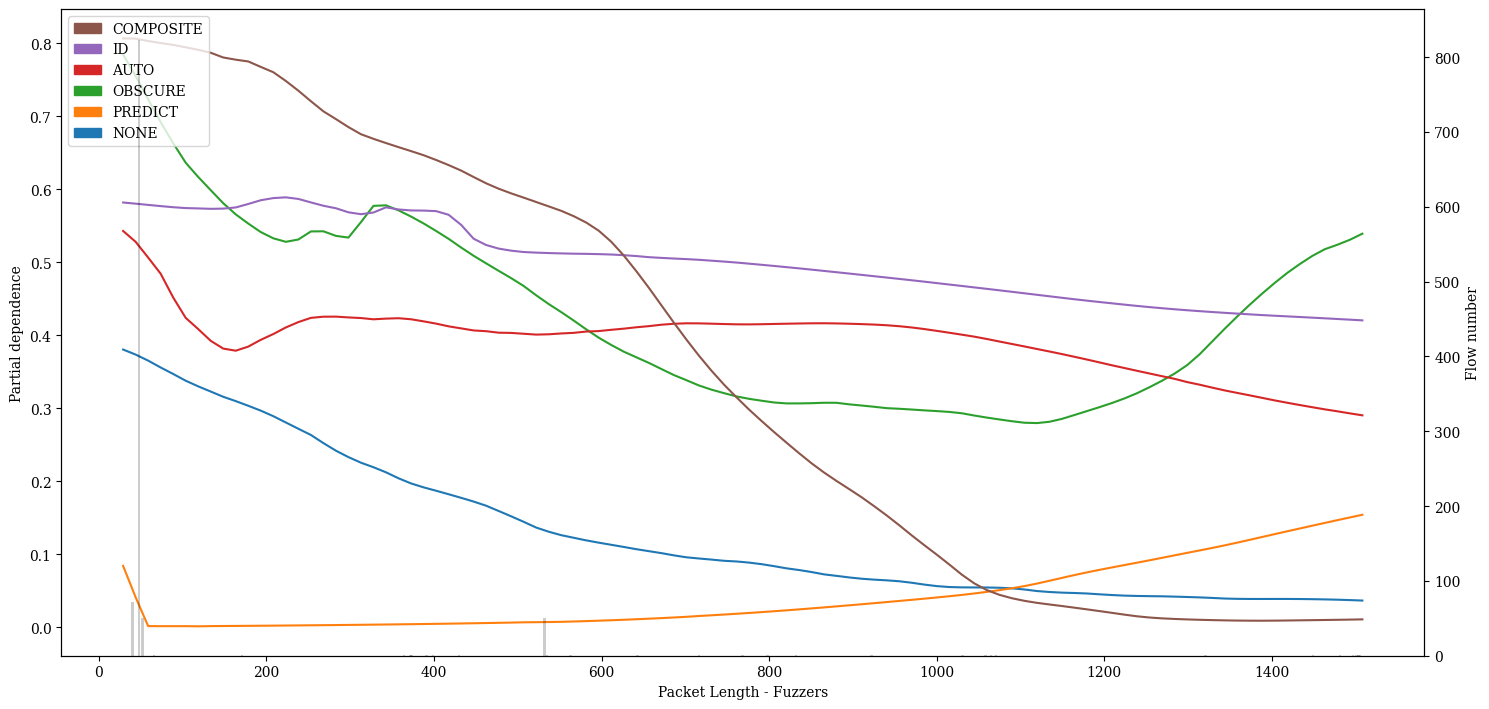 COMPOSITE
ID
AUTO
OBSCURE
PREDICT
NONE
Partial dependence
0.8
0.7
0.6
0.5
0.4
0.3
0.2
0.1
0.0
800
700
600
500
400
300
200
100
0
Flow number
0 200 400 600 800 1000 1200 1400
Packet Length - Fuzzers